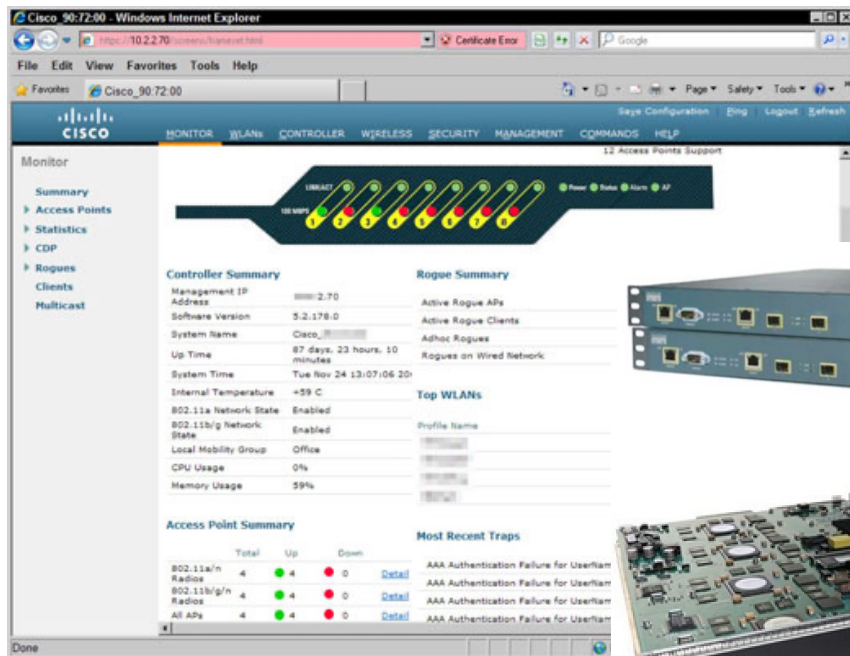 Cisco_90:72:00 - Windows Internet Explorer
https://10.2.2.70/screens/frameset.html
Certificate Error
Google
File Edit View Favorites Tools Help
Favorites
Cisco_90:72:00
Page Safety Tools
Save Configuration Ping Logout Refresh
CISCO
MONITOR WLANs CONTROLLER WIRELESS SECURITY MANAGEMENT COMMANDS HELP
12 Access Points Support
Monitor
Summary
Access Points
Statistics
CDP
Rogues
Clients
Multicast
LINK/ACT
Power Status Alarm AP
100 MBPS
1 2 3 4 5 6 7 8
Controller Summary
Management IP Address 2.70
Software Version 5.2.178.0
System Name Cisco_
Up Time 87 days, 23 hours, 10 minutes
System Time Tue Nov 24 13:07:06 20
Internal Temperature +59 C
802.11a Network State Enabled
802.11b/g Network State Enabled
Local Mobility Group Office
CPU Usage 0%
Memory Usage 59%
Rogue Summary
Active Rogue APs
Active Rogue Clients
Adhoc Rogues
Rogues on Wired Network
Top WLANs
Profile Name
Access Point Summary
Total Up Down
802.11a/n Radios 4 4 0 Detail
802.11b/g/n Radios 4 4 0 Detail
All APs 4 4 0 Detail
Most Recent Traps
AAA Authentication Failure for UserNam
AAA Authentication Failure for UserNam
AAA Authentication Failure for UserNam
AAA Authentication Failure for UserNam
Done